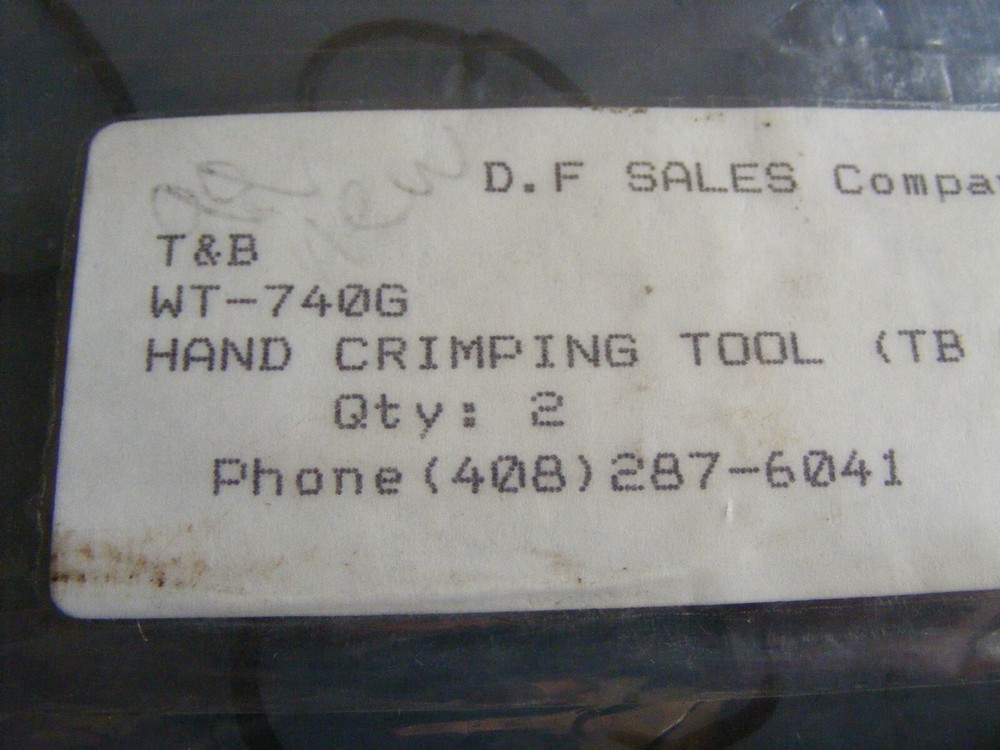 D.F SALES Compa
T&B
WT-740G
HAND CRIMPING TOOL (TB
Qty: 2
Phone(408)287-6041